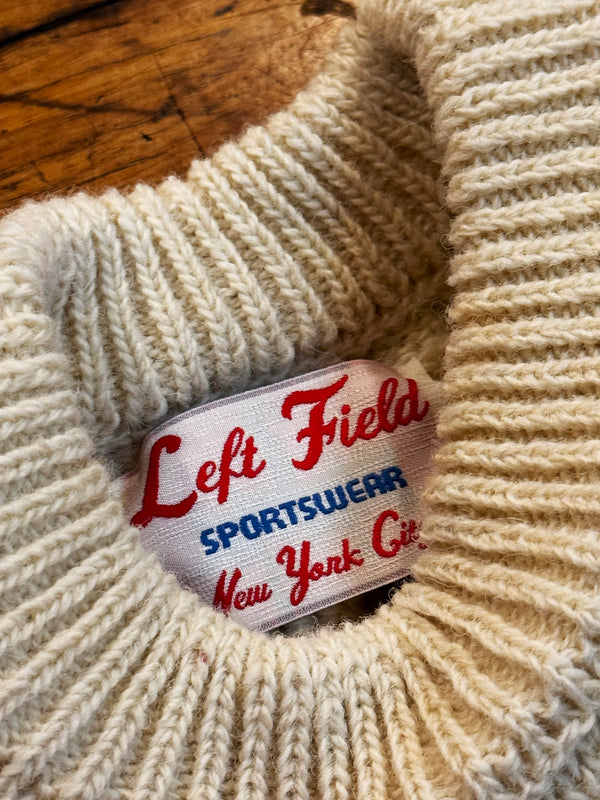 Left Field
SPORTSWEAR
New York City